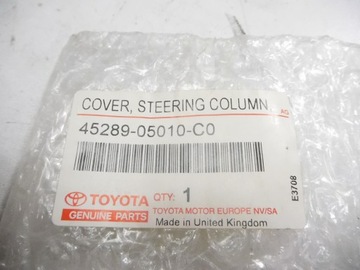 COVER, STEERING COLUMN
45289-05010-C0
TOYOTA QTY: 1
GENUINE PARTS TOYOTA MOTOR EUROPE NV/SA
Made in United Kingdom
E3708